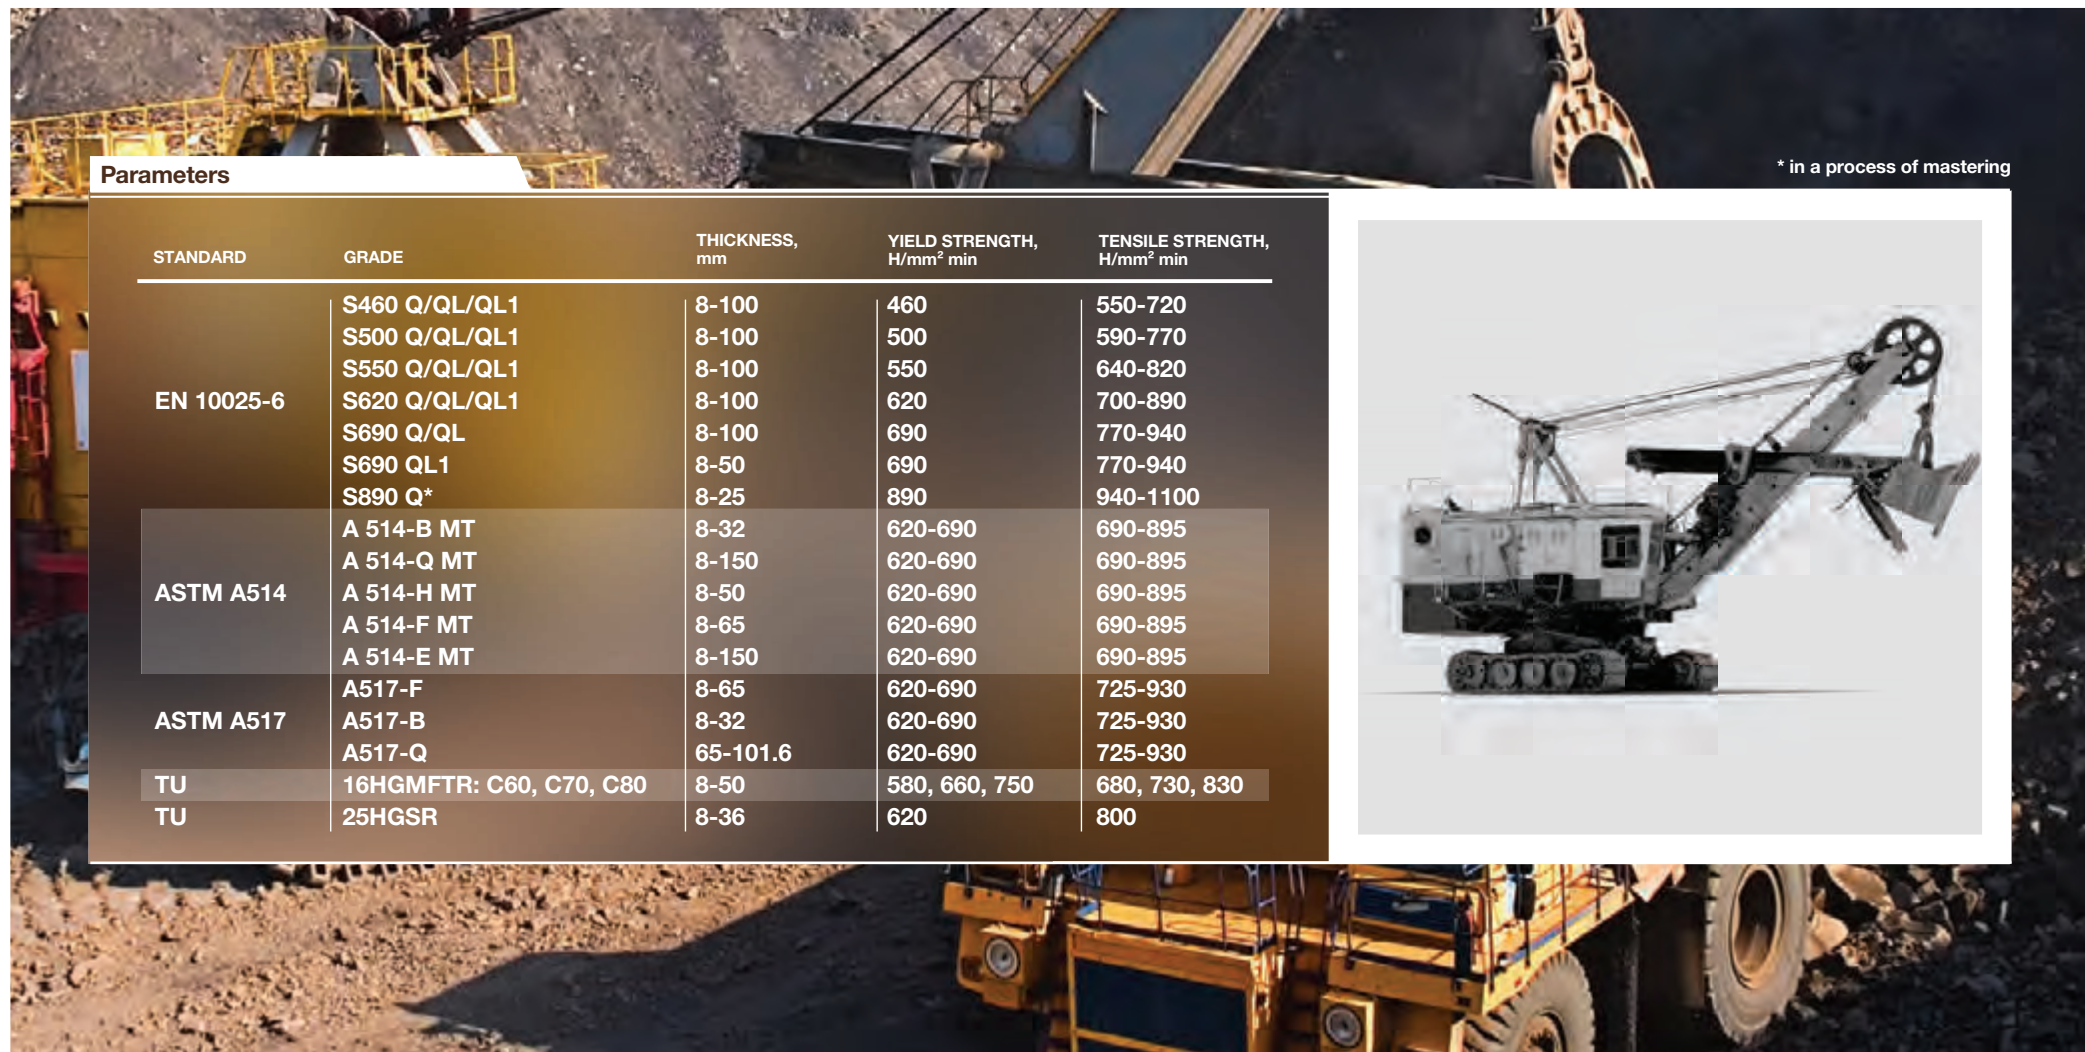 Parameters
* in a process of mastering
STANDARD GRADE THICKNESS, mm YIELD STRENGTH, H/mm² min TENSILE STRENGTH, H/mm² min
S460 Q/QL/QL1 8-100 460 550-720
S500 Q/QL/QL1 8-100 500 590-770
S550 Q/QL/QL1 8-100 550 640-820
EN 10025-6 S620 Q/QL/QL1 8-100 620 700-890
S690 Q/QL 8-100 690 770-940
S690 QL1 8-50 690 770-940
S890 Q* 8-25 890 940-1100
A 514-B MT 8-32 620-690 690-895
A 514-Q MT 8-150 620-690 690-895
ASTM A514 A 514-H MT 8-50 620-690 690-895
A 514-F MT 8-65 620-690 690-895
A 514-E MT 8-150 620-690 690-895
A517-F 8-65 620-690 725-930
ASTM A517 A517-B 8-32 620-690 725-930
A517-Q 65-101.6 620-690 725-930
TU 16HGMFTR: C60, C70, C80 8-50 580, 660, 750 680, 730, 830
TU 25HGSR 8-36 620 800